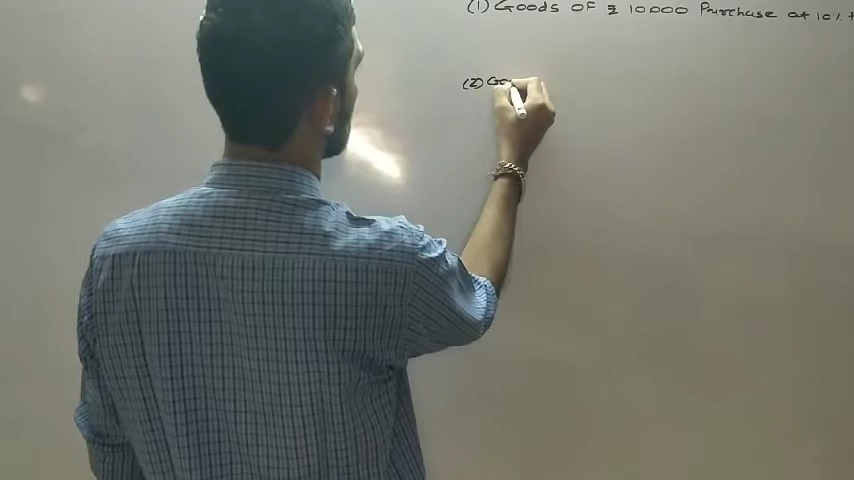 (1) Goods of ₹ 10000 Purchase at 10%
(2) Go